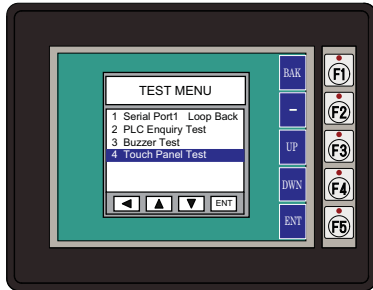 TEST MENU
1 Serial Port1 Loop Back
2 PLC Enquiry Test
3 Buzzer Test
4 Touch Panel Test
ENT
BAK
–
UP
DWN
ENT
F1
F2
F3
F4
F5